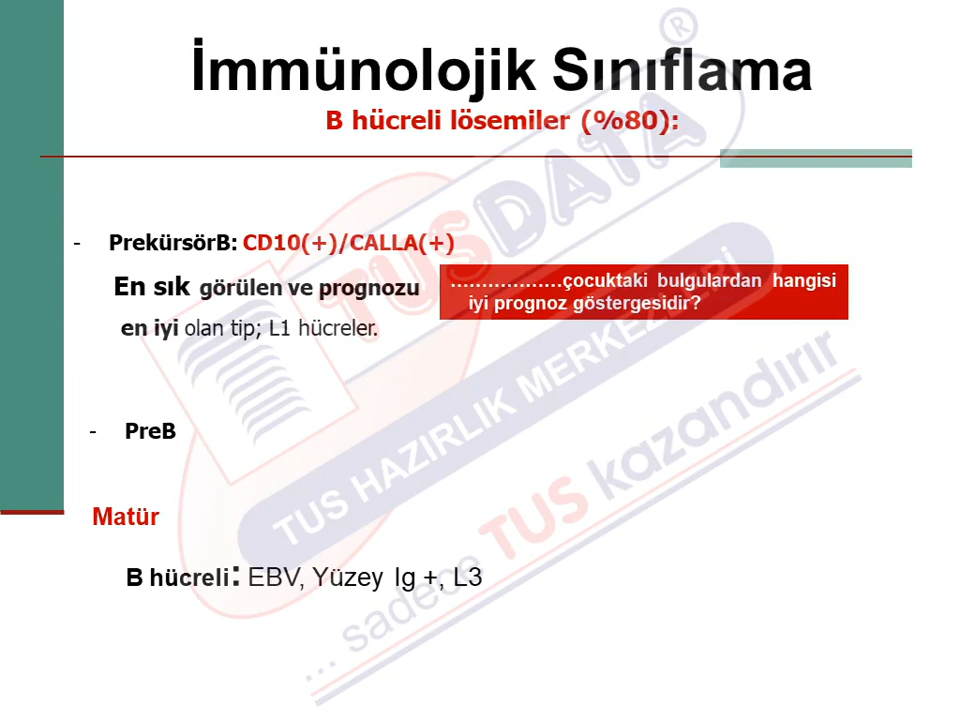 İmmünolojik Sınıflama
B hücreli lösemiler (%80):
- PrekürsörB: CD10(+)/CALLA(+)
En sık görülen ve prognozu
en iyi olan tip; L1 hücreler.
………………çocuktaki bulgulardan hangisi
iyi prognoz göstergesidir?
- PreB
Matür
B hücreli: EBV, Yüzey Ig +, L3
TUSDATA®
TUS HAZIRLIK MERKEZLERİ
... sadece TUS kazandırır